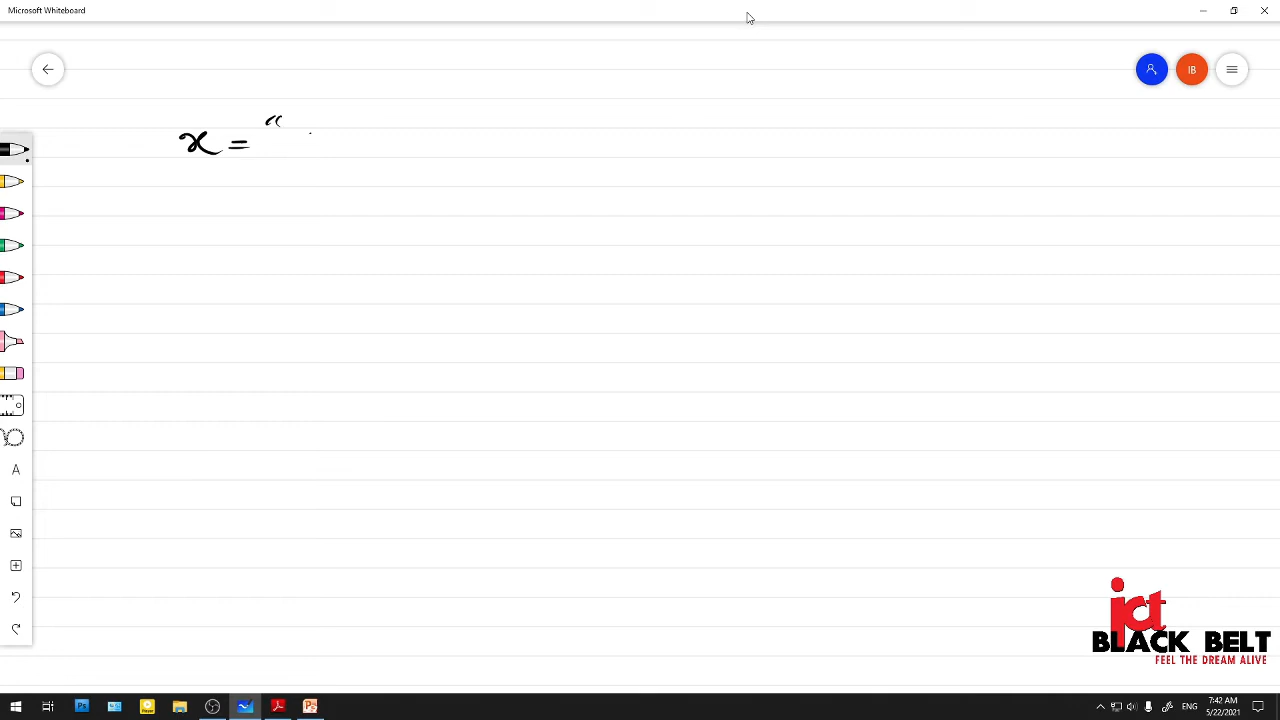 Microsoft Whiteboard
IB
x = “
A
ict
BLACK BELT
FEEL THE DREAM ALIVE
ENG
7:42 AM
5/22/2021